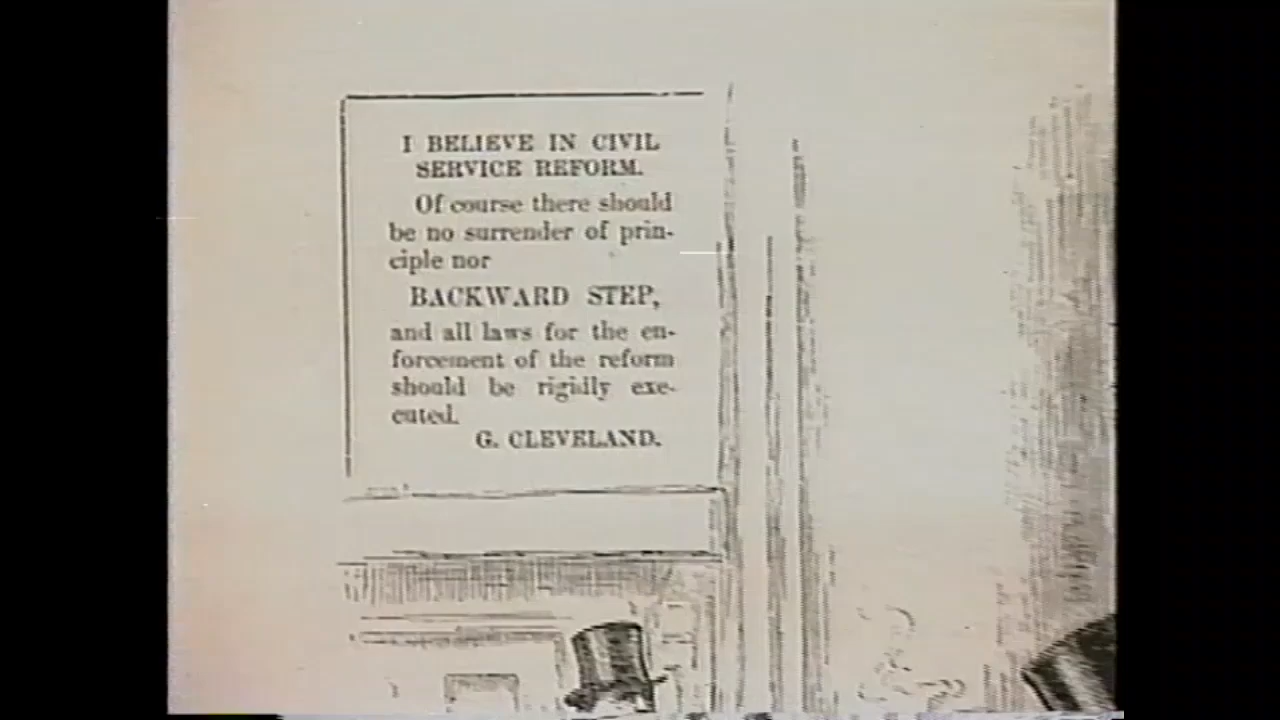 I BELIEVE IN CIVIL
SERVICE REFORM.
Of course there should
be no surrender of prin-
ciple nor
BACKWARD STEP,
and all laws for the en-
forcement of the reform
should be rigidly exe-
cuted.
G. CLEVELAND.